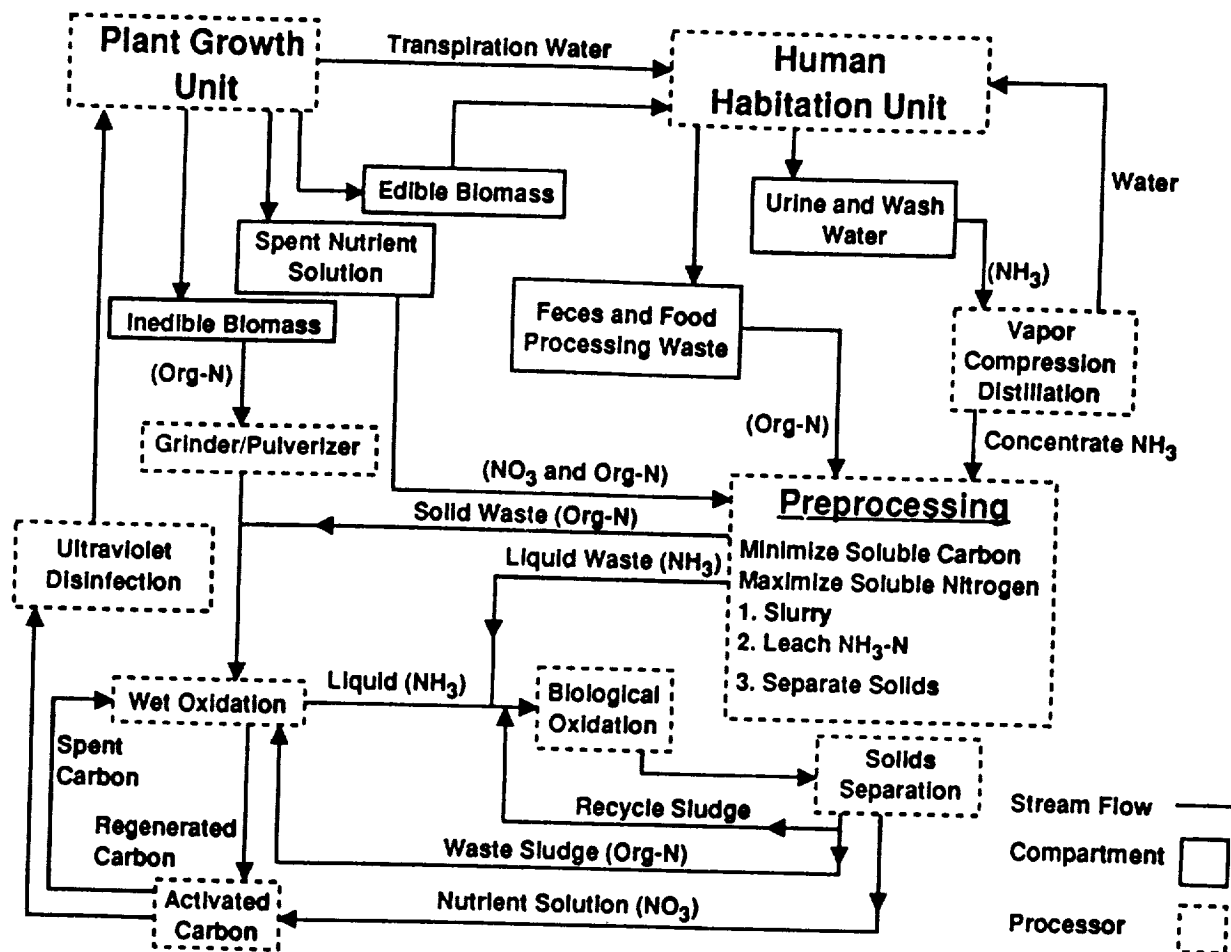 Plant Growth
Unit
Transpiration Water
Human
Habitation Unit
Edible Biomass
Urine and Wash
Water
Water
Spent Nutrient
Solution
(NH₃)
Inedible Biomass
Feces and Food
Processing Waste
Vapor
Compression
Distillation
(Org-N)
(Org-N)
Grinder/Pulverizer
Concentrate NH₃
(NO₃ and Org-N)
Preprocessing
Minimize Soluble Carbon
Maximize Soluble Nitrogen
1. Slurry
2. Leach NH₃-N
3. Separate Solids
Solid Waste (Org-N)
Liquid Waste (NH₃)
Ultraviolet
Disinfection
Wet Oxidation
Liquid (NH₃)
Biological
Oxidation
Spent
Carbon
Solids
Separation
Recycle Sludge
Regenerated
Carbon
Waste Sludge (Org-N)
Activated
Carbon
Nutrient Solution (NO₃)
Stream Flow
Compartment
Processor